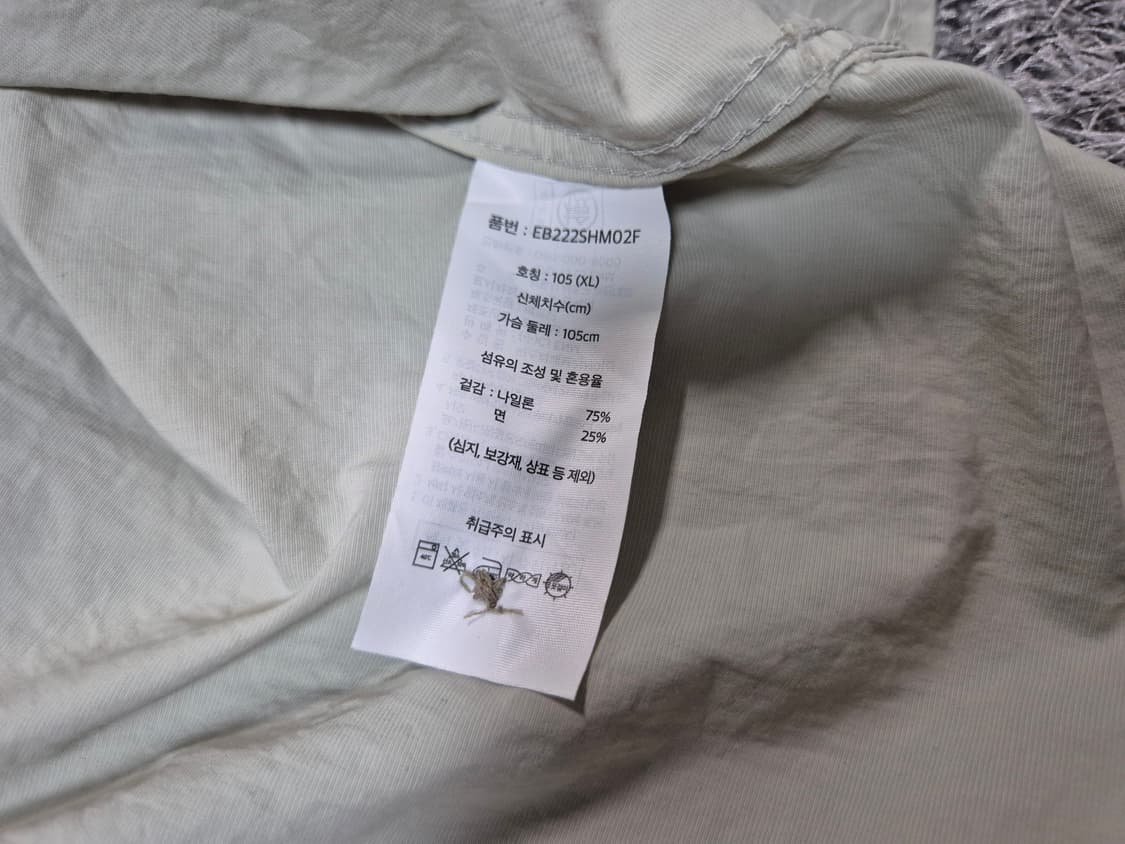 품번 : EB222SHM02F
호칭 : 105 (XL)
신체치수(cm)
가슴 둘레 : 105cm
섬유의 조성 및 혼용율
겉감 : 나일론 75%
면 25%
(심지, 보강재, 상표 등 제외)
취급주의 표시
40℃